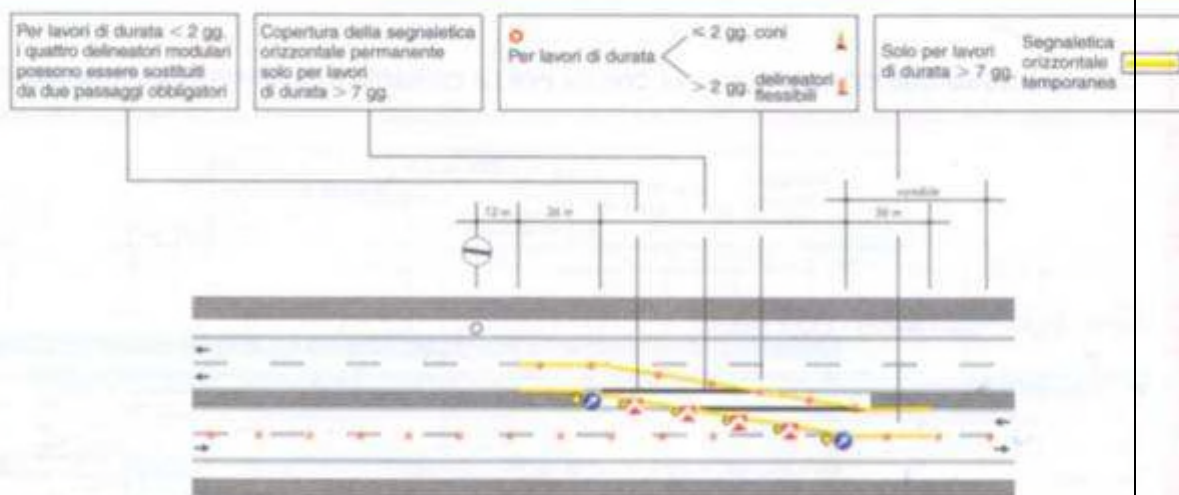 Per lavori di durata < 2 gg.
i quattro delineatori modulari
possono essere sostituiti
da due passaggi obbligatori
Copertura della segnaletica
orizzontale permanente
solo per lavori
di durata > 7 gg.
Per lavori di durata
≤ 2 gg. coni
> 2 gg. delineatori
flessibili
Solo per lavori
di durata > 7 gg.
Segnaletica
orizzontale
temporanea
variabile
12 m
36 m
36 m